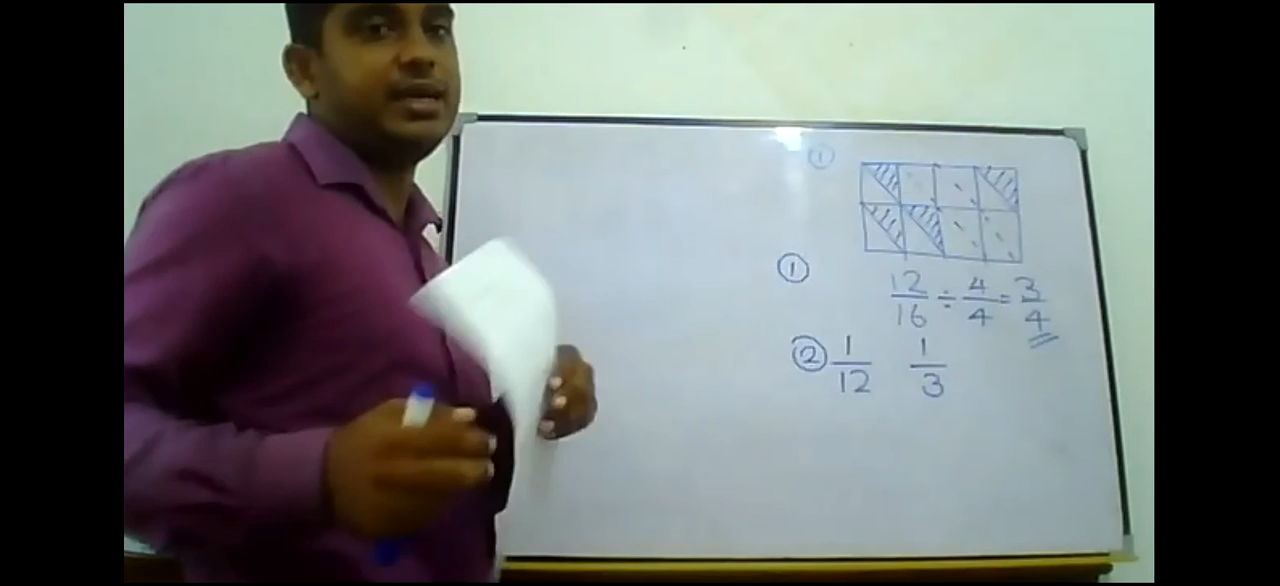 ①
①
12/16 ÷ 4/4 = 3/4
② 1/12 1/3